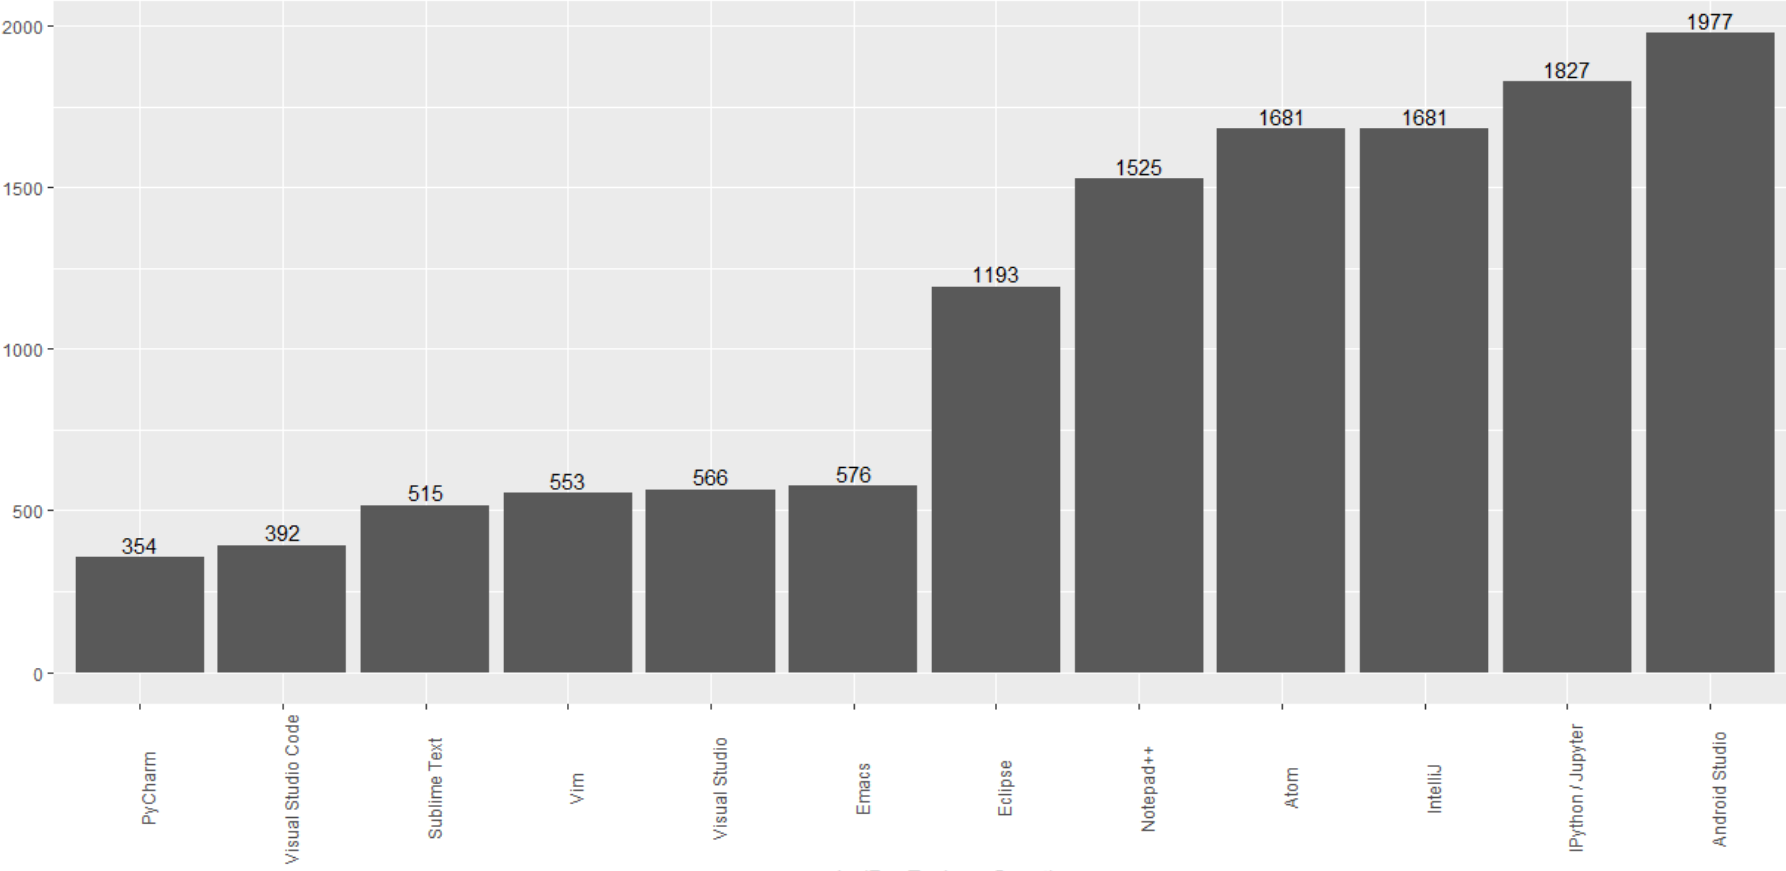 2000
1500
1000
500
0
354
392
515
553
566
576
1193
1525
1681
1681
1827
1977
PyCharm
Visual Studio Code
Sublime Text
Vim
Visual Studio
Emacs
Eclipse
Notepad++
Atom
IntelliJ
IPython / Jupyter
Android Studio